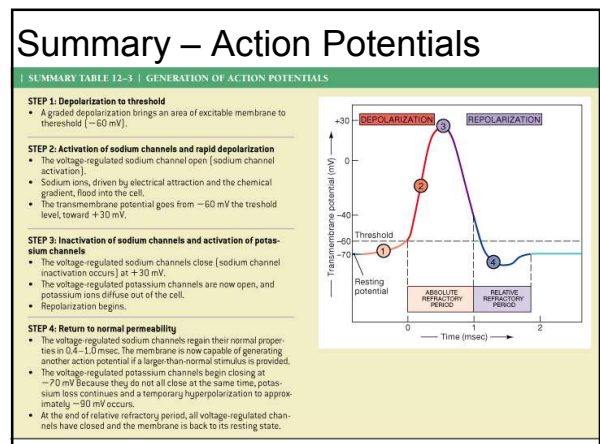 Summary – Action Potentials
| SUMMARY TABLE 12–3 | GENERATION OF ACTION POTENTIALS
STEP 1: Depolarization to threshold
• A graded depolarization brings an area of excitable membrane to
thereshold (−60 mV).
STEP 2: Activation of sodium channels and rapid depolarization
• The voltage-regulated sodium channel open (sodium channel
activation).
• Sodium ions, driven by electrical attraction and the chemical
gradient, flood into the cell.
• The transmembrane potential goes from −60 mV the treshold
level, toward +30 mV.
STEP 3: Inactivation of sodium channels and activation of potas-
sium channels
• The voltage-regulated sodium channels close (sodium channel
inactivation occurs) at +30 mV.
• The voltage-regulated potassium channels are now open, and
potassium ions diffuse out of the cell.
• Repolarization begins.
STEP 4: Return to normal permeability
• The voltage-regulated sodium channels regain their normal proper-
ties in 0.4–1.0 msec. The membrane is now capable of generating
another action potential if a larger-than-normal stimulus is provided.
• The voltage-regulated potassium channels begin closing at
−70 mV Because they do not all close at the same time, potas-
sium loss continues and a temporary hyperpolarization to approx-
imately −90 mV occurs.
• At the end of relative refractory period, all voltage-regulated chan-
nels have closed and the membrane is back to its resting state.
DEPOLARIZATION
REPOLARIZATION
+30
0
−40
−60
−70
Transmembrane potential (mV)
Threshold
Resting
potential
1
2
3
4
ABSOLUTE
REFRACTORY
PERIOD
RELATIVE
REFRACTORY
PERIOD
0
1
2
Time (msec)